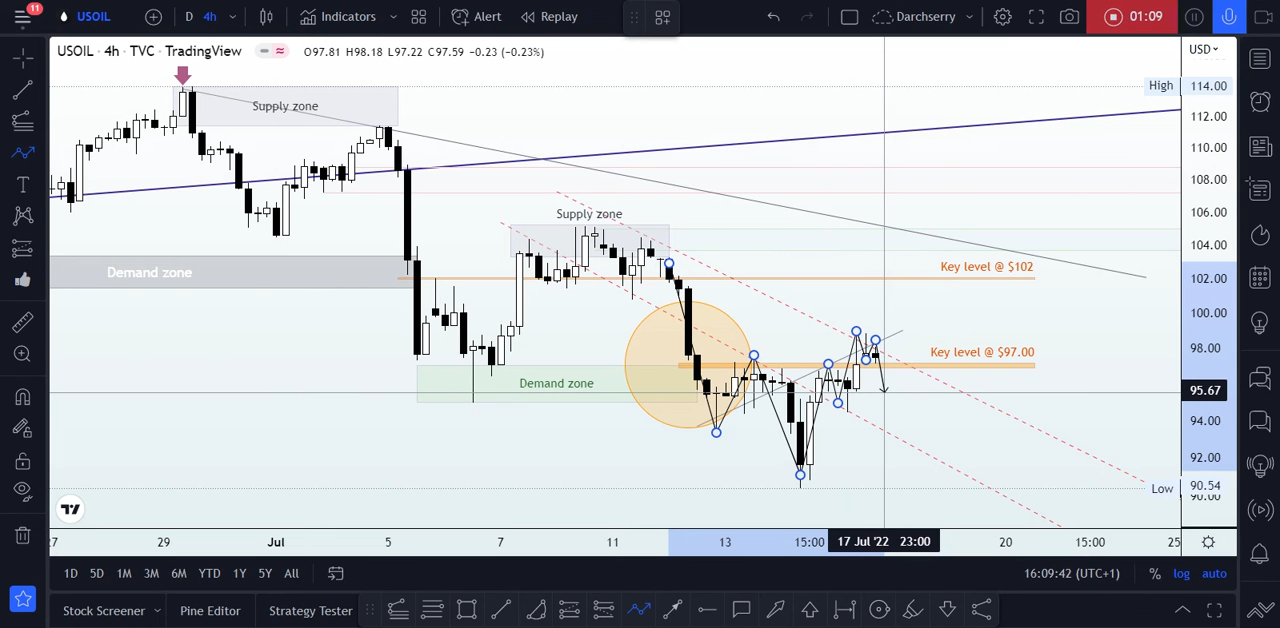 11
USOIL
D
4h
Indicators
Alert
Replay
Darchserry
01:09
USOIL · 4h · TVC · TradingView
O97.81 H98.18 L97.22 C97.59 −0.23 (−0.23%)
USD
High 114.00
112.00
110.00
108.00
106.00
104.00
102.00
100.00
98.00
95.67
94.00
92.00
Low 90.54
90.00
Supply zone
Supply zone
Demand zone
Key level @ $102
Key level @ $97.00
Demand zone
27 29 Jul 5 7 11 13 15:00 17 Jul '22 23:00 20 15:00 25
1D 5D 1M 3M 6M YTD 1Y 5Y All
16:09:42 (UTC+1) % log auto
Stock Screener Pine Editor Strategy Tester